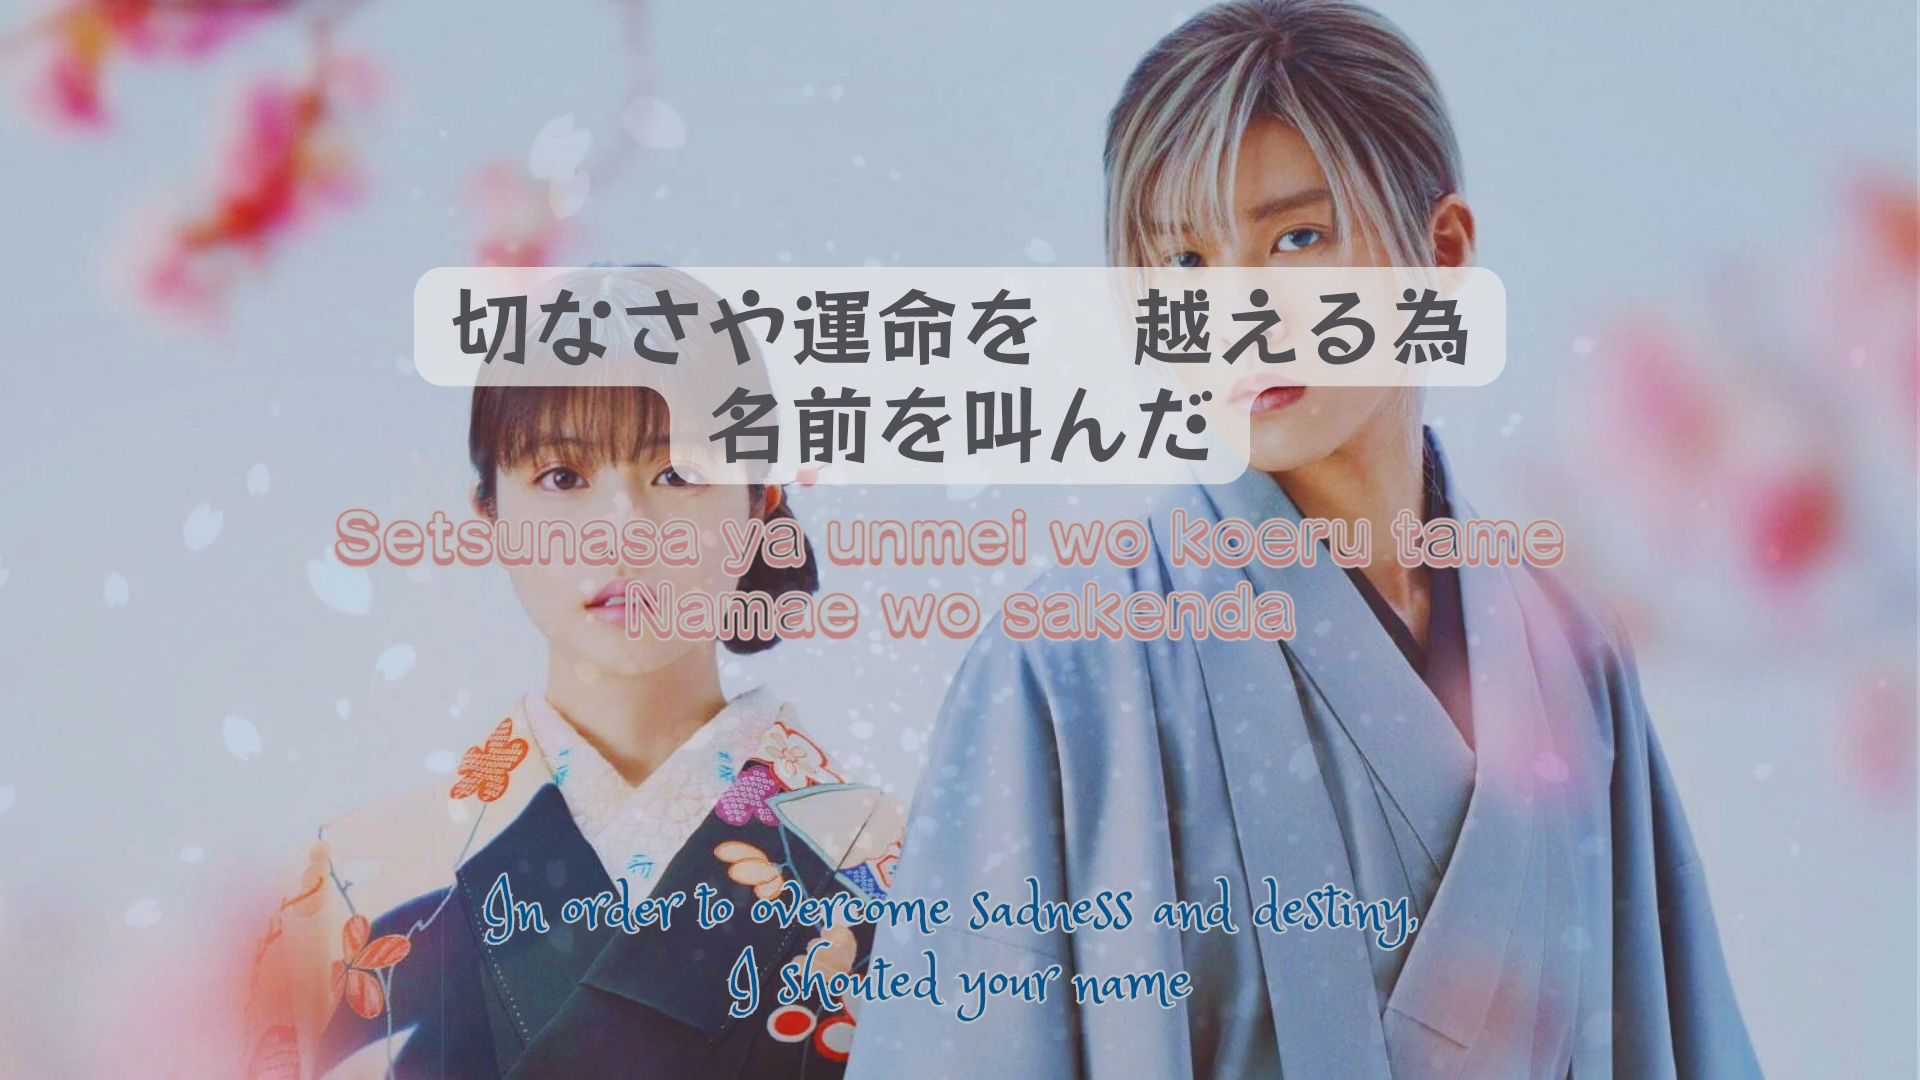 切なさや運命を　越える為
名前を叫んだ
Setsunasa ya unmei wo koeru tame
Namae wo sakenda
In order to overcome sadness and destiny,
I shouted your name